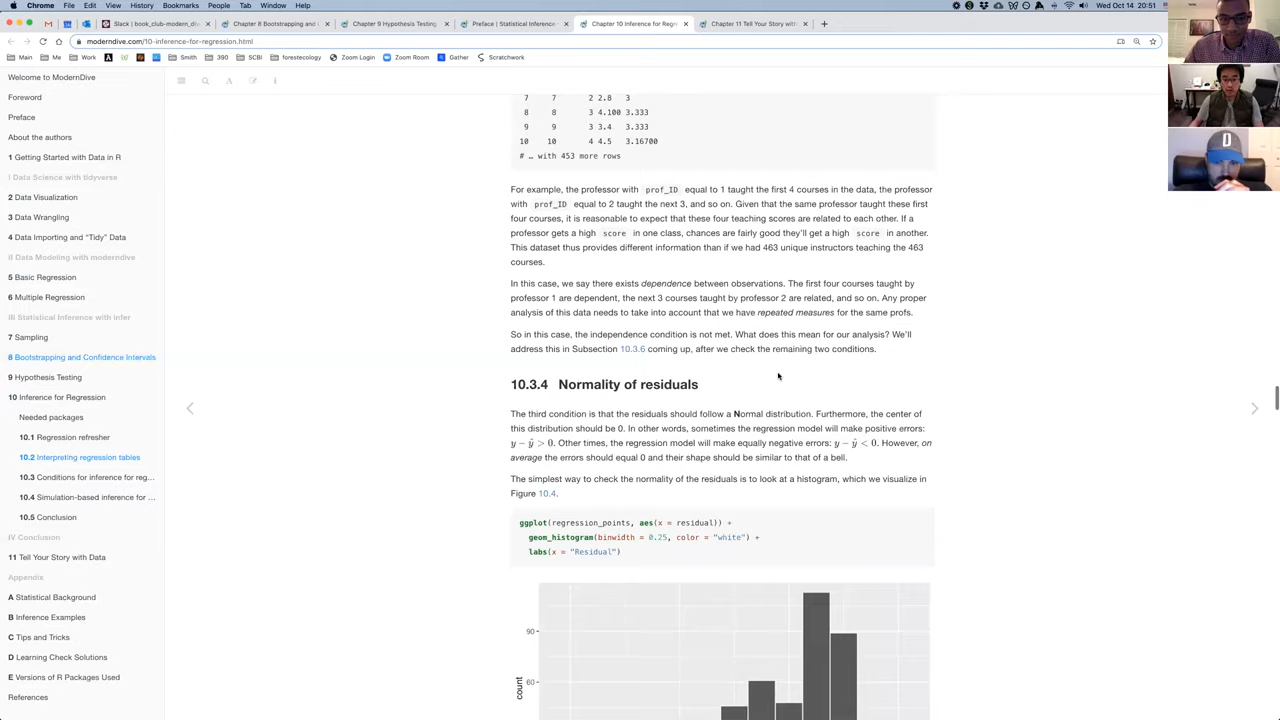 Chrome File Edit View History Bookmarks People Tab Window Help Wed Oct 14 20:51
Slack | book_club-modern_div Chapter 8 Bootstrapping and C Chapter 9 Hypothesis Testing Preface | Statistical Inference Chapter 10 Inference for Regr Chapter 11 Tell Your Story with
moderndive.com/10-inference-for-regression.html
Main Me Work Smith 390 SCBI forestecology Zoom Login Zoom Room Gather Scratchwork
Welcome to ModernDive
Foreword
Preface
About the authors
1 Getting Started with Data in R
I Data Science with tidyverse
2 Data Visualization
3 Data Wrangling
4 Data Importing and “Tidy” Data
II Data Modeling with moderndive
5 Basic Regression
6 Multiple Regression
III Statistical Inference with infer
7 Sampling
8 Bootstrapping and Confidence Intervals
9 Hypothesis Testing
10 Inference for Regression
Needed packages
10.1 Regression refresher
10.2 Interpreting regression tables
10.3 Conditions for inference for reg...
10.4 Simulation-based inference for ...
10.5 Conclusion
IV Conclusion
11 Tell Your Story with Data
Appendix
A Statistical Background
B Inference Examples
C Tips and Tricks
D Learning Check Solutions
E Versions of R Packages Used
References
7 7 2 2.8 3
8 8 3 4.100 3.333
9 9 3 3.4 3.333
10 10 4 4.5 3.16700
# … with 453 more rows
For example, the professor with prof_ID equal to 1 taught the first 4 courses in the data, the professor
with prof_ID equal to 2 taught the next 3, and so on. Given that the same professor taught these first
four courses, it is reasonable to expect that these four teaching scores are related to each other. If a
professor gets a high score in one class, chances are fairly good they’ll get a high score in another.
This dataset thus provides different information than if we had 463 unique instructors teaching the 463
courses.
In this case, we say there exists dependence between observations. The first four courses taught by
professor 1 are dependent, the next 3 courses taught by professor 2 are related, and so on. Any proper
analysis of this data needs to take into account that we have repeated measures for the same profs.
So in this case, the independence condition is not met. What does this mean for our analysis? We’ll
address this in Subsection 10.3.6 coming up, after we check the remaining two conditions.
10.3.4 Normality of residuals
The third condition is that the residuals should follow a Normal distribution. Furthermore, the center of
this distribution should be 0. In other words, sometimes the regression model will make positive errors:
y − ŷ > 0. Other times, the regression model will make equally negative errors: y − ŷ < 0. However, on
average the errors should equal 0 and their shape should be similar to that of a bell.
The simplest way to check the normality of the residuals is to look at a histogram, which we visualize in
Figure 10.4.
ggplot(regression_points, aes(x = residual)) +
geom_histogram(binwidth = 0.25, color = "white") +
labs(x = "Residual")
90
60
count
D